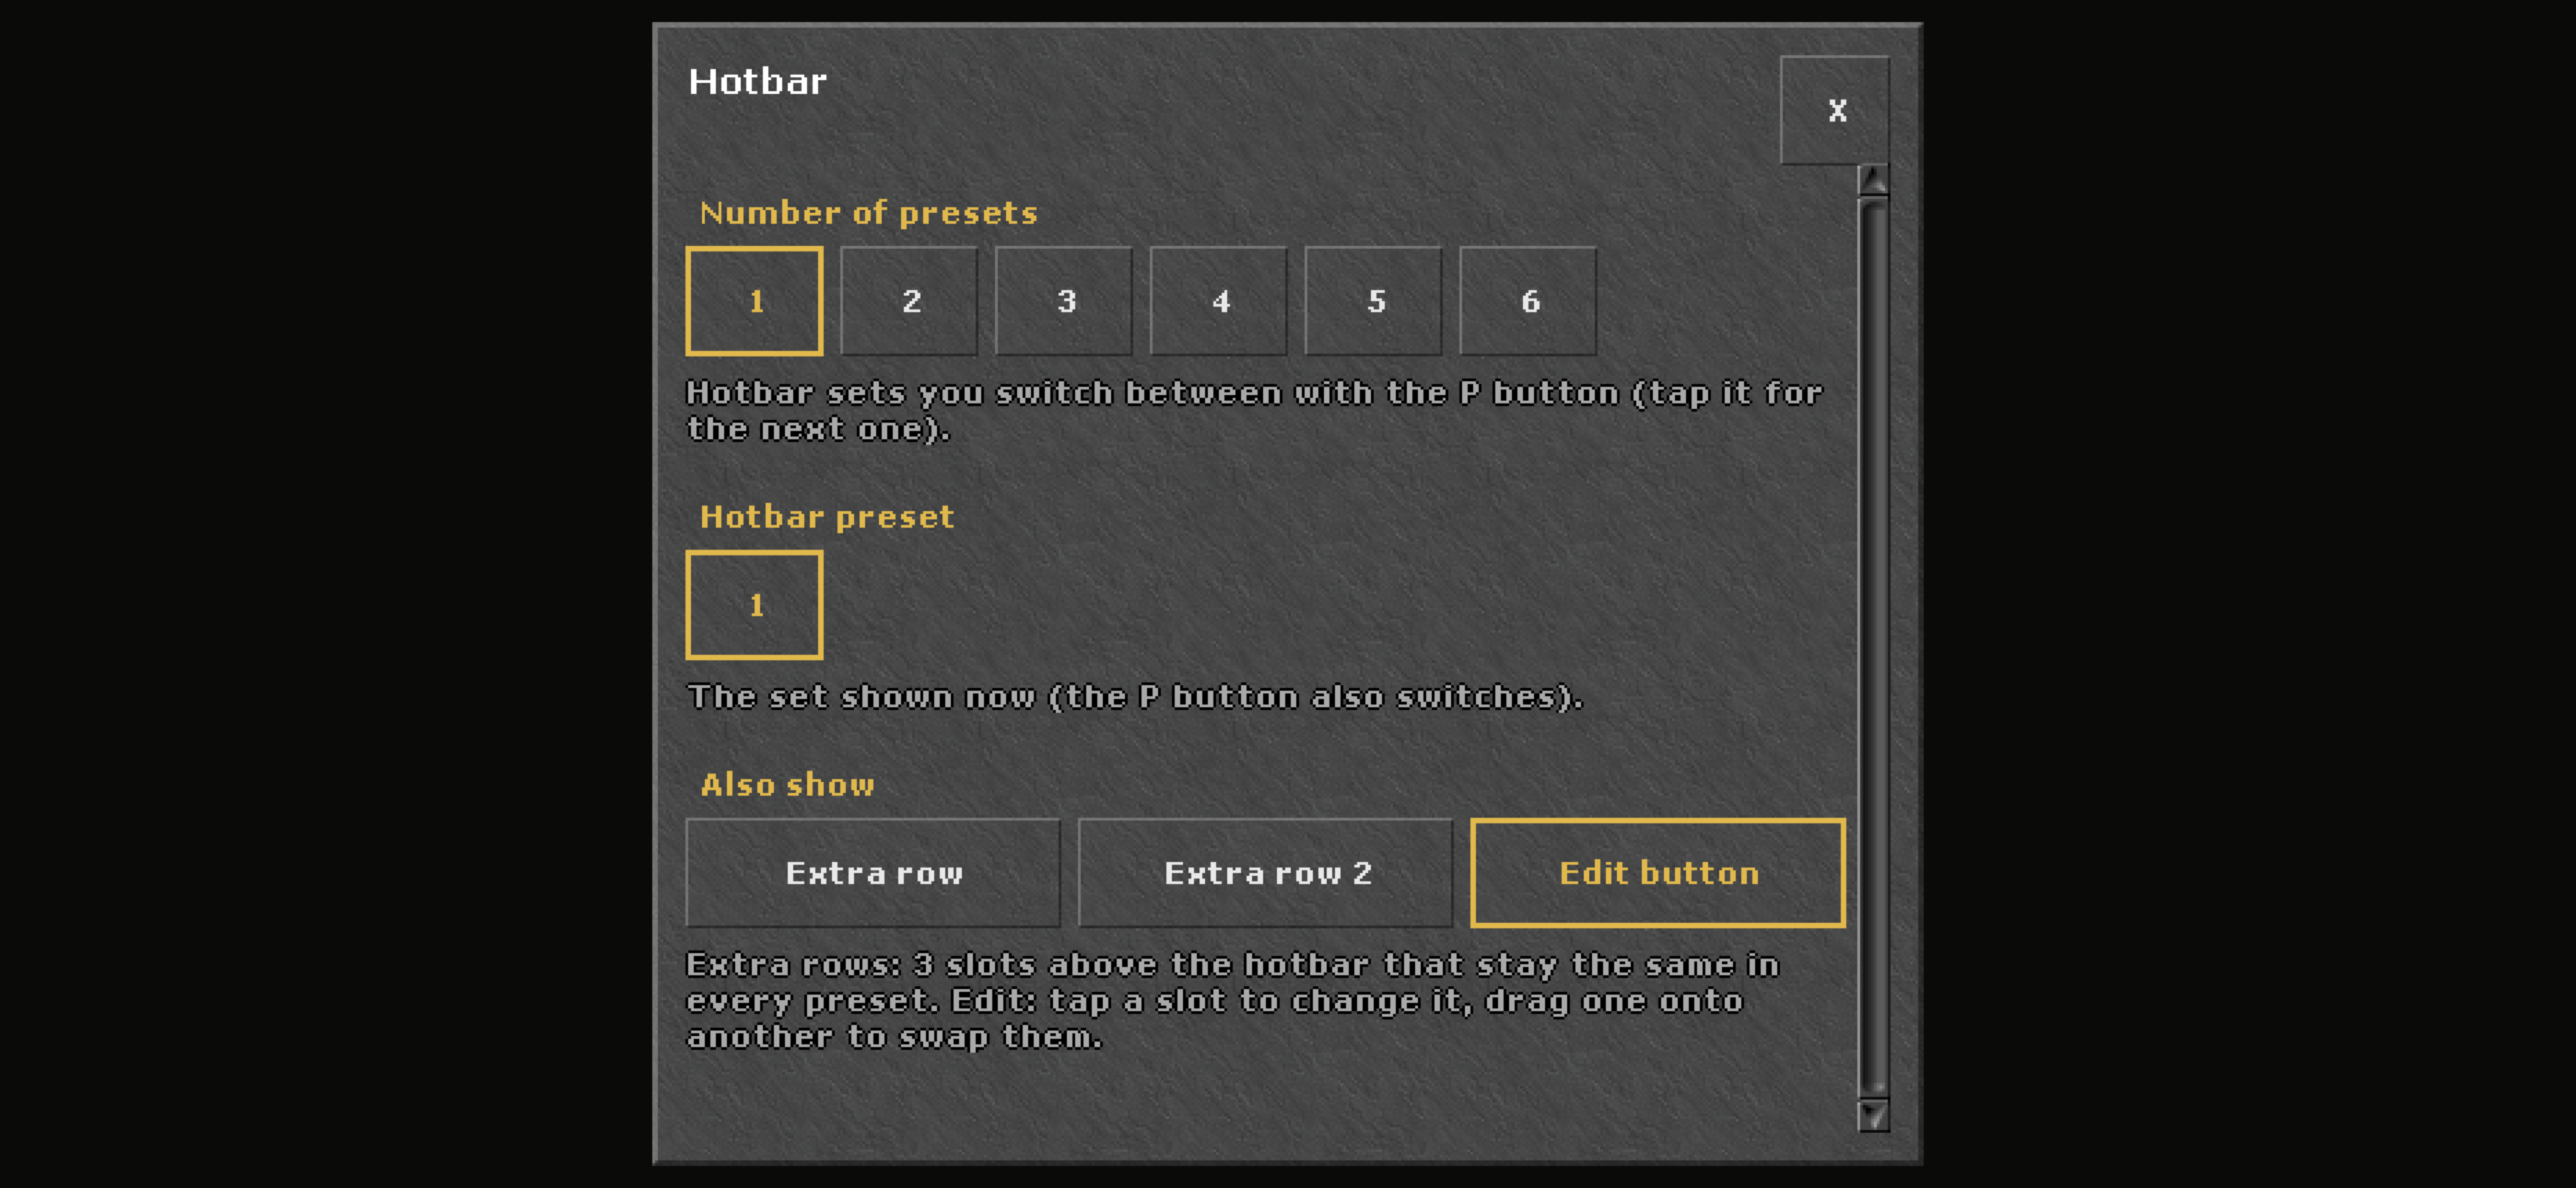 Hotbar
X
Number of presets
1 2 3 4 5 6
Hotbar sets you switch between with the P button (tap it for
the next one).
Hotbar preset
1
The set shown now (the P button also switches).
Also show
Extra row Extra row 2 Edit button
Extra rows: 3 slots above the hotbar that stay the same in
every preset. Edit: tap a slot to change it, drag one onto
another to swap them.